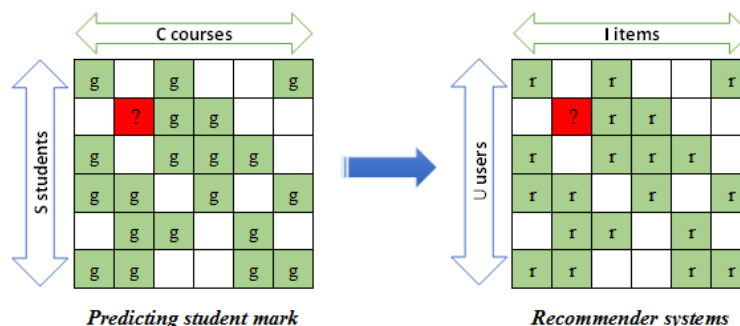 C courses
I items
S students
U users
g g g
? g g
g g g g
g g g g
g g g
g g g g
r r r
? r r
r r r r
r r r r
r r r
r r r r
Predicting student mark
Recommender systems